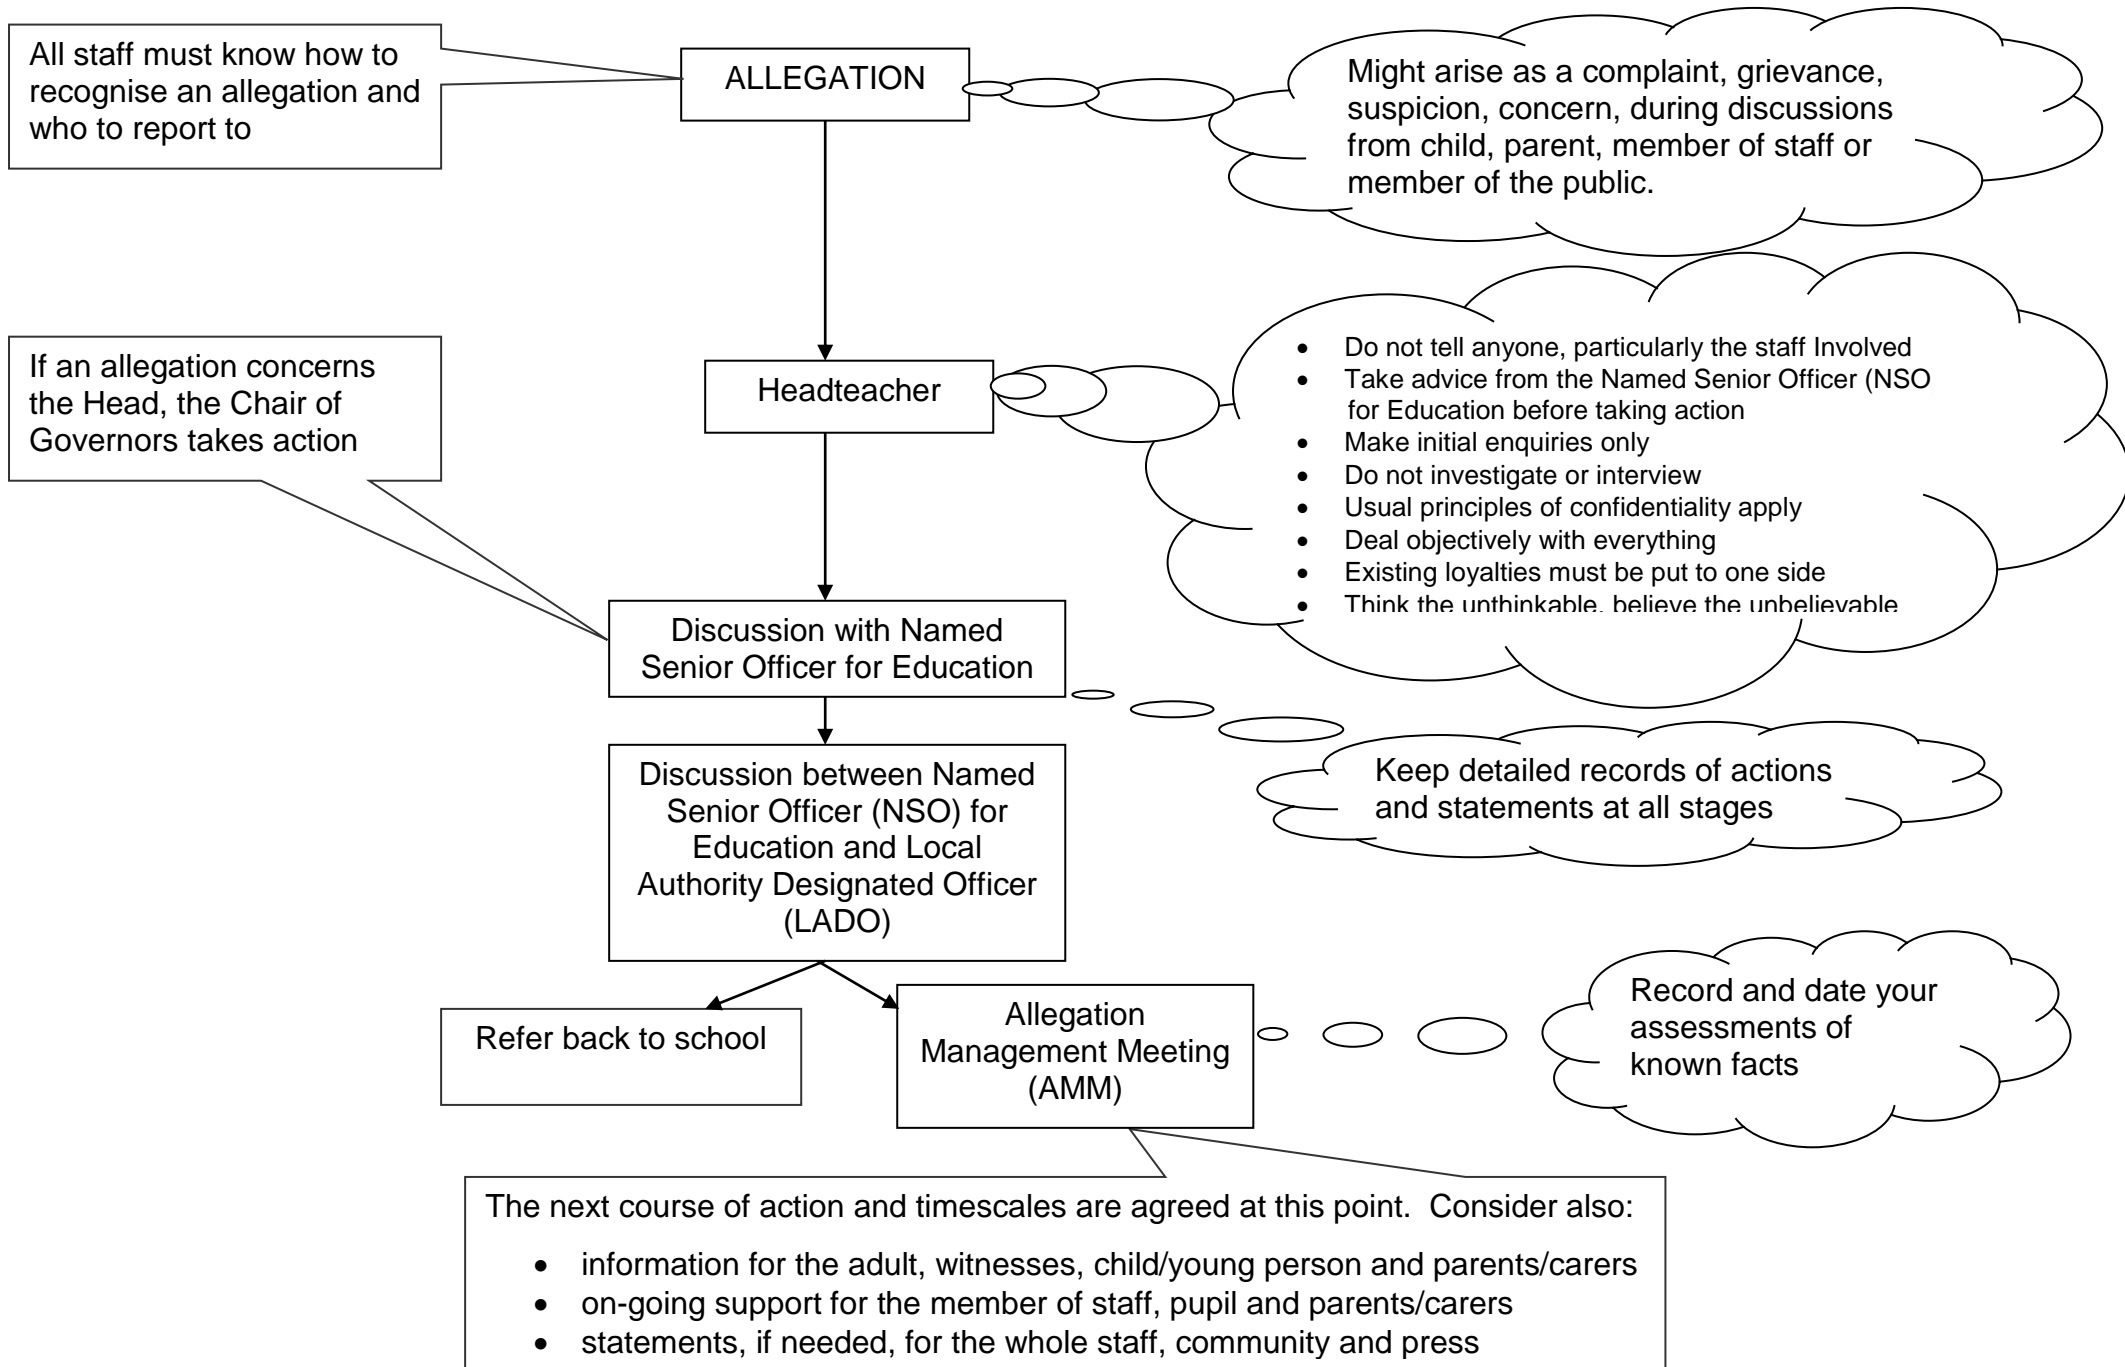 All staff must know how to
recognise an allegation and
who to report to
ALLEGATION
Might arise as a complaint, grievance,
suspicion, concern, during discussions
from child, parent, member of staff or
member of the public.
If an allegation concerns
the Head, the Chair of
Governors takes action
Headteacher
• Do not tell anyone, particularly the staff Involved
• Take advice from the Named Senior Officer (NSO
for Education before taking action
• Make initial enquiries only
• Do not investigate or interview
• Usual principles of confidentiality apply
• Deal objectively with everything
• Existing loyalties must be put to one side
• Think the unthinkable, believe the unbelievable
Discussion with Named
Senior Officer for Education
Discussion between Named
Senior Officer (NSO) for
Education and Local
Authority Designated Officer
(LADO)
Keep detailed records of actions
and statements at all stages
Refer back to school
Allegation
Management Meeting
(AMM)
Record and date your
assessments of
known facts
The next course of action and timescales are agreed at this point.  Consider also:
• information for the adult, witnesses, child/young person and parents/carers
• on-going support for the member of staff, pupil and parents/carers
• statements, if needed, for the whole staff, community and press